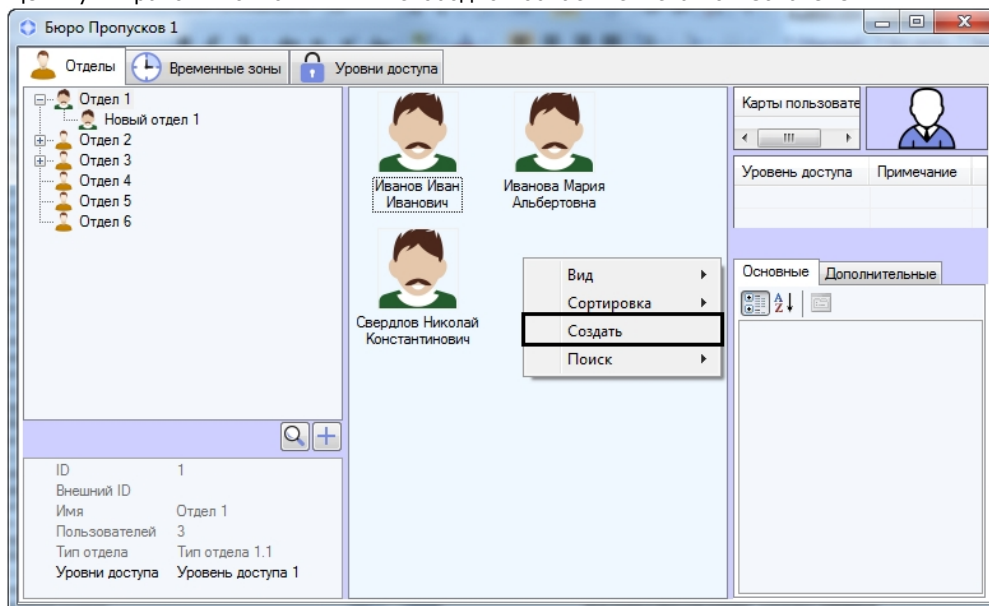 Бюро Пропусков 1
Отделы
Временные зоны
Уровни доступа
Отдел 1
Новый отдел 1
Отдел 2
Отдел 3
Отдел 4
Отдел 5
Отдел 6
ID 1
Внешний ID
Имя Отдел 1
Пользователей 3
Тип отдела Тип отдела 1.1
Уровни доступа Уровень доступа 1
Иванов Иван
Иванович
Иванова Мария
Альбертовна
Свердлов Николай
Константинович
Вид
Сортировка
Создать
Поиск
Карты пользовате
Уровень доступа Примечание
Основные
Дополнительные